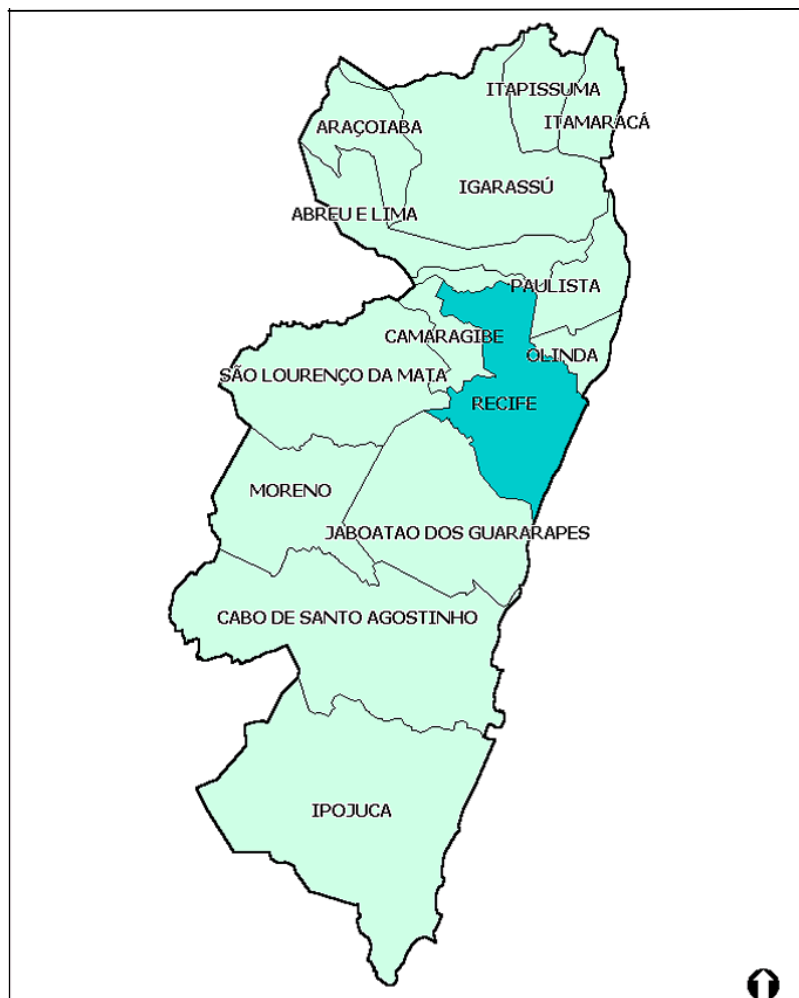 ITAPISSUMA
ITAMARACÁ
ARAÇOIABA
IGARASSÚ
ABREU E LIMA
PAULISTA
CAMARAGIBE
OLINDA
SÃO LOURENÇO DA MATA
RECIFE
MORENO
JABOATAO DOS GUARARAPES
CABO DE SANTO AGOSTINHO
IPOJUCA